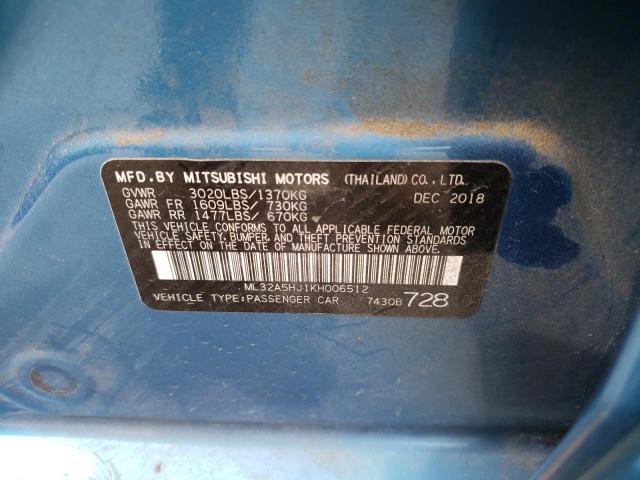 MFD.BY MITSUBISHI MOTORS (THAILAND) CO., LTD.
GVWR 3020LBS/1370KG DEC 2018
GAWR FR 1609LBS/ 730KG
GAWR RR 1477LBS/ 670KG
THIS VEHICLE CONFORMS TO ALL APPLICABLE FEDERAL MOTOR
VEHICLE SAFETY, BUMPER, AND THEFT PREVENTION STANDARDS
IN EFFECT ON THE DATE OF MANUFACTURE SHOWN ABOVE.
ML32A5HJ1KH006512
VEHICLE TYPE:PASSENGER CAR 7430B 728